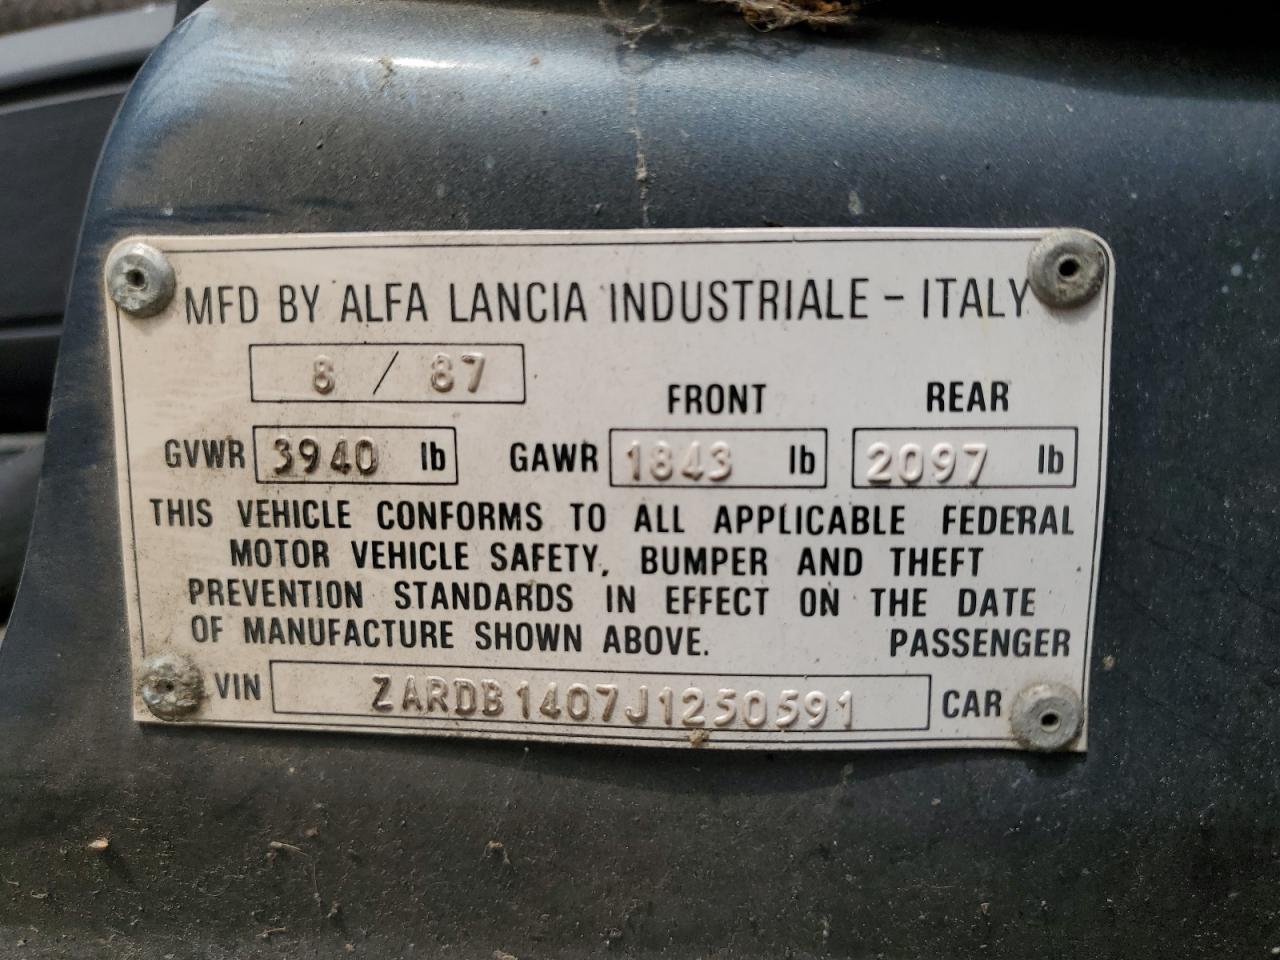 MFD BY ALFA LANCIA INDUSTRIALE - ITALY
8 / 87
FRONT REAR
GVWR 3940 lb GAWR 1843 lb 2097 lb
THIS VEHICLE CONFORMS TO ALL APPLICABLE FEDERAL
MOTOR VEHICLE SAFETY, BUMPER AND THEFT
PREVENTION STANDARDS IN EFFECT ON THE DATE
OF MANUFACTURE SHOWN ABOVE. PASSENGER
VIN ZARDB1407J1250591 CAR